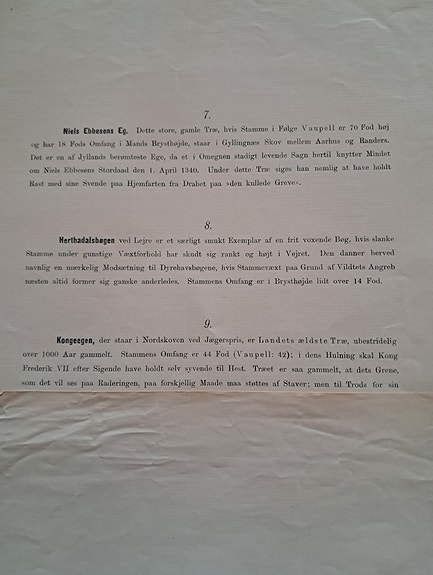 7.
Niels Ebbesens Eg. Dette store, gamle Træ, hvis Stamme i Følge Vaupell er 70 Fod høj
og har 18 Fods Omfang i Mands Brysthøjde, staar i Gyllingnæs Skov mellem Aarhus og Randers.
Det er en af Jyllands berømteste Ege, da et i Omegnen stadigt levende Sagn hertil knytter Mindet
om Niels Ebbesens Stordaad den 1. April 1340. Under dette Træ siges han nemlig at have holdt
Rast med sine Svende paa Hjemfarten fra Drabet paa »den kullede Greve«.
8.
Herthadalsbøgen ved Lejre er et særligt smukt Exemplar af en frit voxende Bøg, hvis slanke
Stamme under gunstige Væxtforhold har skudt sig rankt og højt i Vejret. Den danner herved
navnlig en mærkelig Modsætning til Dyrehavsbøgene, hvis Stammevæxt paa Grund af Vildtets Angreb
næsten altid former sig ganske anderledes. Stammens Omfang er i Brysthøjde lidt over 14 Fod.
9.
Kongeegen, der staar i Nordskoven ved Jægerspris, er Landets ældste Træ, ubestridelig
over 1000 Aar gammelt. Stammens Omfang er 44 Fod (Vaupell: 42); i dens Hulning skal Kong
Frederik VII efter Sigende have holdt selv syvende til Hest. Træet er saa gammelt, at dets Grene,
som det vil ses paa Raderingen, paa forskjellig Maade maa støttes af Staver; men til Trods for sin